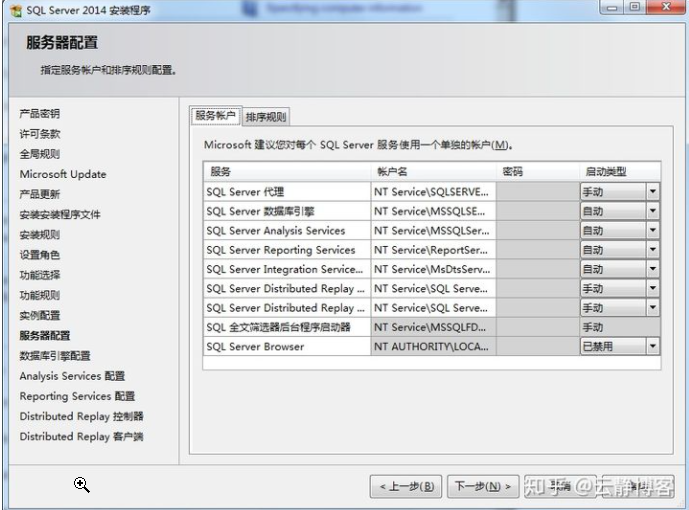 SQL Server 2014 安装程序
服务器配置
指定服务帐户和排序规则配置。
产品密钥
许可条款
全局规则
Microsoft Update
产品更新
安装安装程序文件
安装规则
设置角色
功能选择
功能规则
实例配置
服务器配置
数据库引擎配置
Analysis Services 配置
Reporting Services 配置
Distributed Replay 控制器
Distributed Replay 客户端
服务帐户 排序规则
Microsoft 建议您对每个 SQL Server 服务使用一个单独的帐户(M)。
服务 帐户名 密码 启动类型
SQL Server 代理 NT Service\SQLSERVE... 手动
SQL Server 数据库引擎 NT Service\MSSQLSE... 自动
SQL Server Analysis Services NT Service\MSSQLSer... 自动
SQL Server Reporting Services NT Service\ReportSer... 自动
SQL Server Integration Service... NT Service\MsDtsServ... 自动
SQL Server Distributed Replay ... NT Service\SQL Serve... 手动
SQL Server Distributed Replay ... NT Service\SQL Serve... 手动
SQL 全文筛选器后台程序启动器 NT Service\MSSQLFD... 手动
SQL Server Browser NT AUTHORITY\LOCA... 已禁用
< 上一步(B) 下一步(N) > 取消
知乎 @云静博客